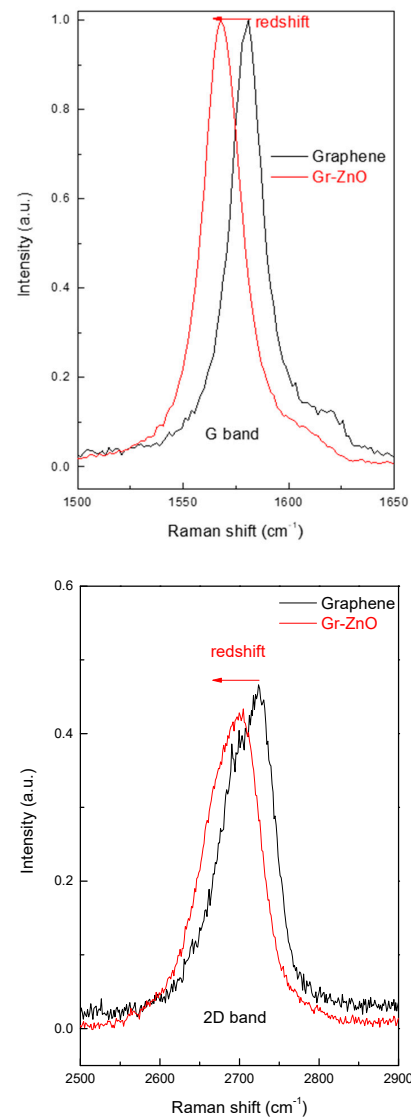 1.0
redshift
0.8
Graphene
Gr-ZnO
0.6
Intensity (a.u.)
0.4
0.2
G band
0.0
1500 1550 1600 1650
Raman shift (cm⁻¹)
0.6
Graphene
Gr-ZnO
redshift
0.4
Intensity (a.u.)
0.2
2D band
0.0
2500 2600 2700 2800 2900
Raman shift (cm⁻¹)